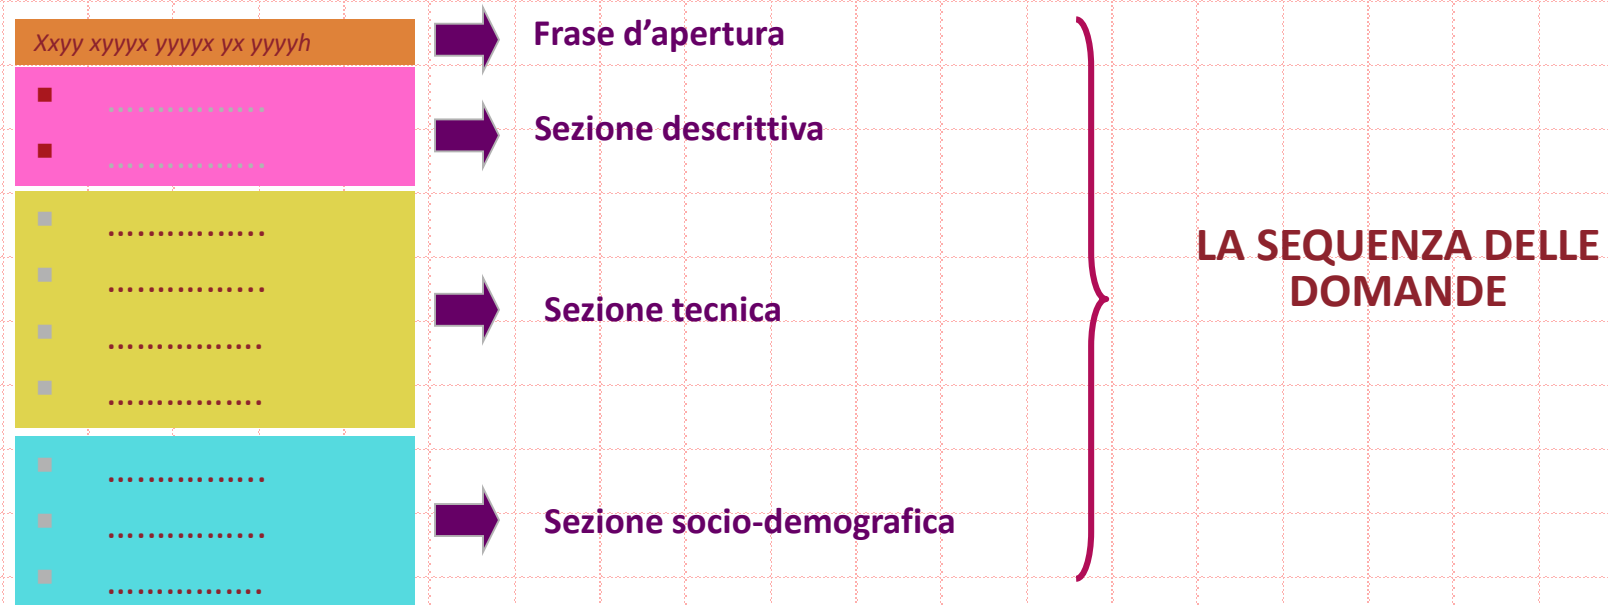 Xxyy xyyyx yyyyx yx yyyyh
Frase d’apertura
................
Sezione descrittiva
................
................
................
Sezione tecnica
................
................
LA SEQUENZA DELLE
DOMANDE
................
Sezione socio-demografica
................
................